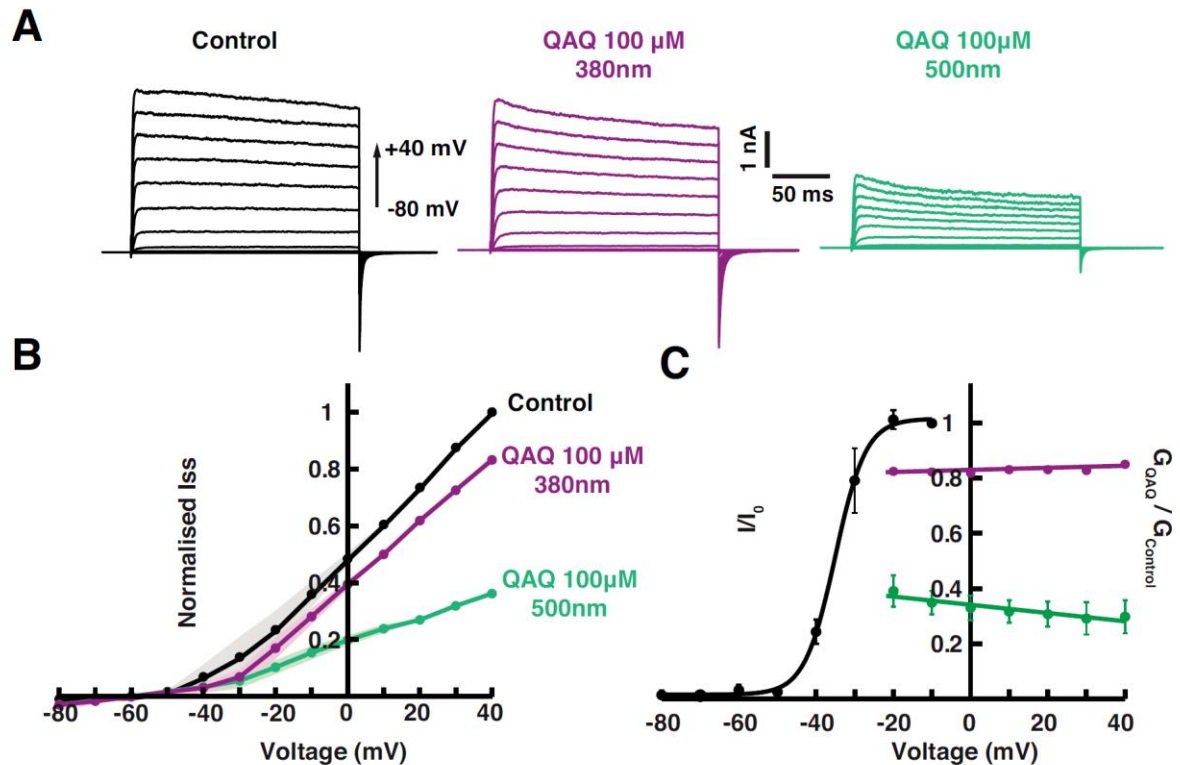 A
Control
QAQ 100 µM
380nm
QAQ 100µM
500nm
+40 mV
-80 mV
1 nA
50 ms
B
Normalised Iss
1
0.8
0.6
0.4
0.2
-80 -60 -40 -20 0 20 40
Voltage (mV)
Control
QAQ 100 µM
380nm
QAQ 100µM
500nm
C
I/I0
1
0.8
0.6
0.4
0.2
-80 -60 -40 -20 0 20 40
Voltage (mV)
GQAQ / GControl